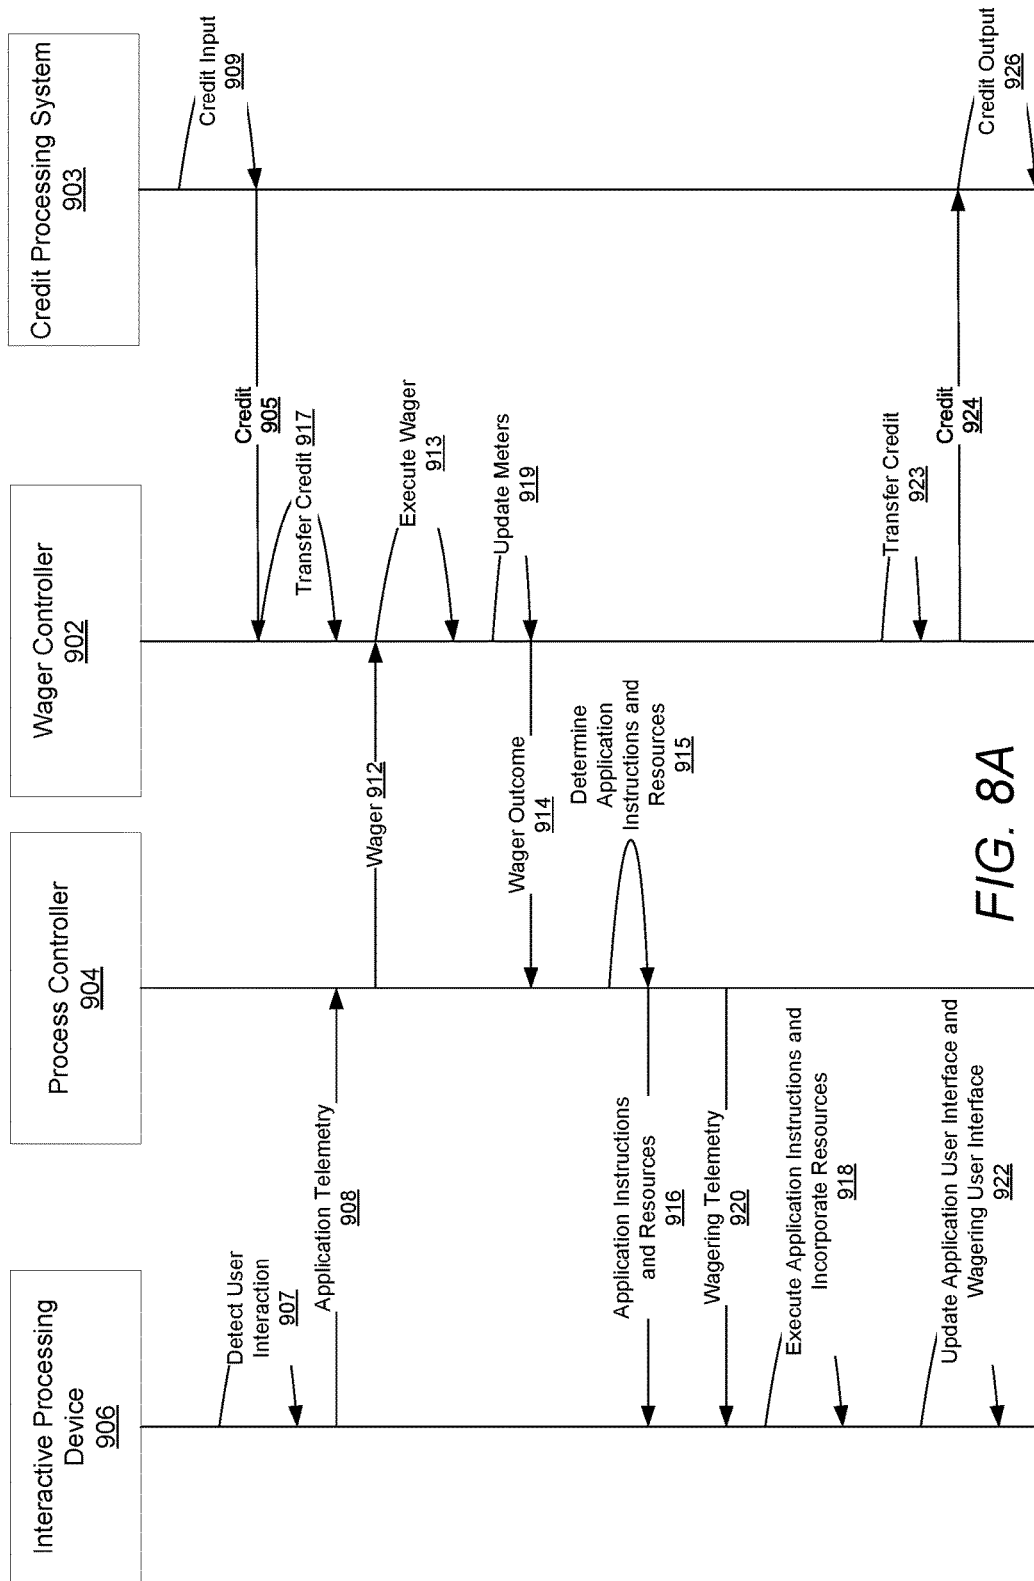 Interactive Processing
Device
906
Process Controller
904
Wager Controller
902
Credit Processing System
903
Credit Input
909
Detect User
Interaction
907
Credit
905
Transfer Credit 917
Application Telemetry
908
Wager 912
Execute Wager
913
Update Meters
919
Wager Outcome
914
Determine
Application
Instructions and
Resources
915
Application Instructions
and Resources
916
Wagering Telemetry
920
Execute Application Instructions and
Incorporate Resources
918
Transfer Credit
923
Update Application User Interface and
Wagering User Interface
922
Credit
924
Credit Output
926
FIG. 8A